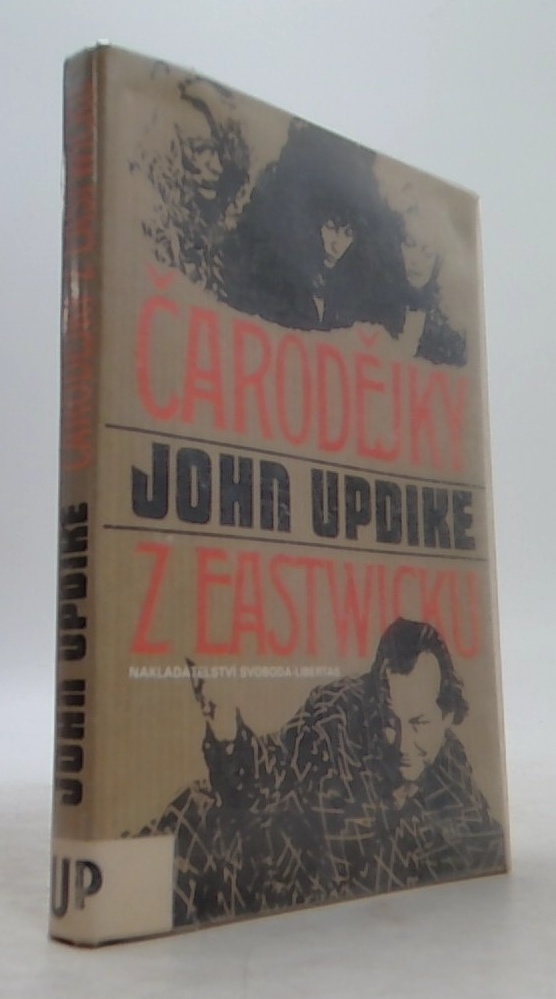 ČARODĚJKY
JOHN UPDIKE
Z EASTWICKU
NAKLADATELSTVÍ SVOBODA-LIBERTAS
ČARODĚJKY Z EASTWICKU
JOHN UPDIKE
UP